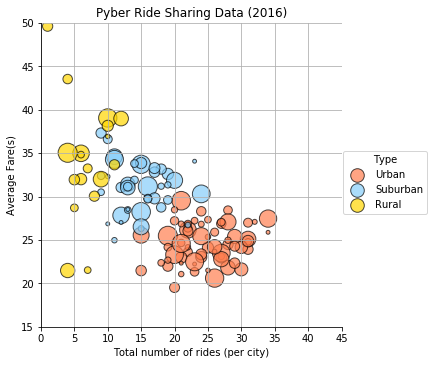 Pyber Ride Sharing Data (2016)
50
45
40
35
30
25
20
15
Average Fare(s)
0
5
10
15
20
25
30
35
40
45
Total number of rides (per city)
Type
Urban
Suburban
Rural